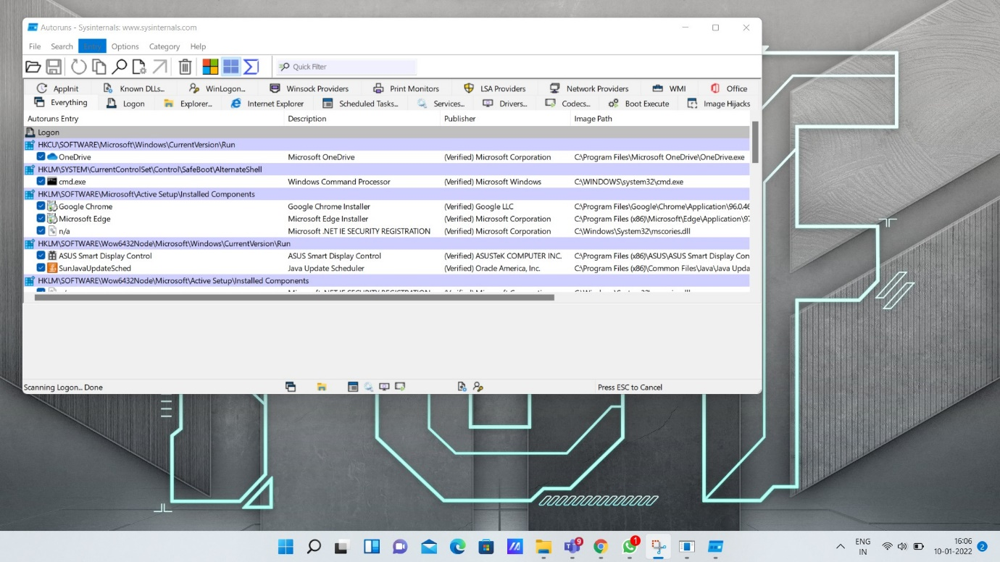 Autoruns - Sysinternals: www.sysinternals.com
File Search Entry Options Category Help
Quick Filter
AppInit Known DLLs... WinLogon... Winsock Providers Print Monitors LSA Providers Network Providers WMI Office
Everything Logon Explorer... Internet Explorer Scheduled Tasks... Services... Drivers... Codecs... Boot Execute Image Hijacks
Autoruns Entry Description Publisher Image Path
Logon
HKCU\SOFTWARE\Microsoft\Windows\CurrentVersion\Run
OneDrive Microsoft OneDrive (Verified) Microsoft Corporation C:\Program Files\Microsoft OneDrive\OneDrive.exe
HKLM\SYSTEM\CurrentControlSet\Control\SafeBoot\AlternateShell
cmd.exe Windows Command Processor (Verified) Microsoft Windows C:\WINDOWS\system32\cmd.exe
HKLM\SOFTWARE\Microsoft\Active Setup\Installed Components
Google Chrome Google Chrome Installer (Verified) Google LLC C:\Program Files\Google\Chrome\Application\96.0.46
Microsoft Edge Microsoft Edge Installer (Verified) Microsoft Corporation C:\Program Files (x86)\Microsoft\Edge\Application\97
n/a Microsoft .NET IE SECURITY REGISTRATION (Verified) Microsoft Corporation C:\Windows\System32\mscories.dll
HKLM\SOFTWARE\Wow6432Node\Microsoft\Windows\CurrentVersion\Run
ASUS Smart Display Control ASUS Smart Display Control (Verified) ASUSTeK COMPUTER INC. C:\Program Files (x86)\ASUS\ASUS Smart Display Con
SunJavaUpdateSched Java Update Scheduler (Verified) Oracle America, Inc. C:\Program Files (x86)\Common Files\Java\Java Upda
HKLM\SOFTWARE\Wow6432Node\Microsoft\Active Setup\Installed Components
Scanning Logon... Done Press ESC to Cancel
9 1
ENG 16:06
IN 10-01-2022 2